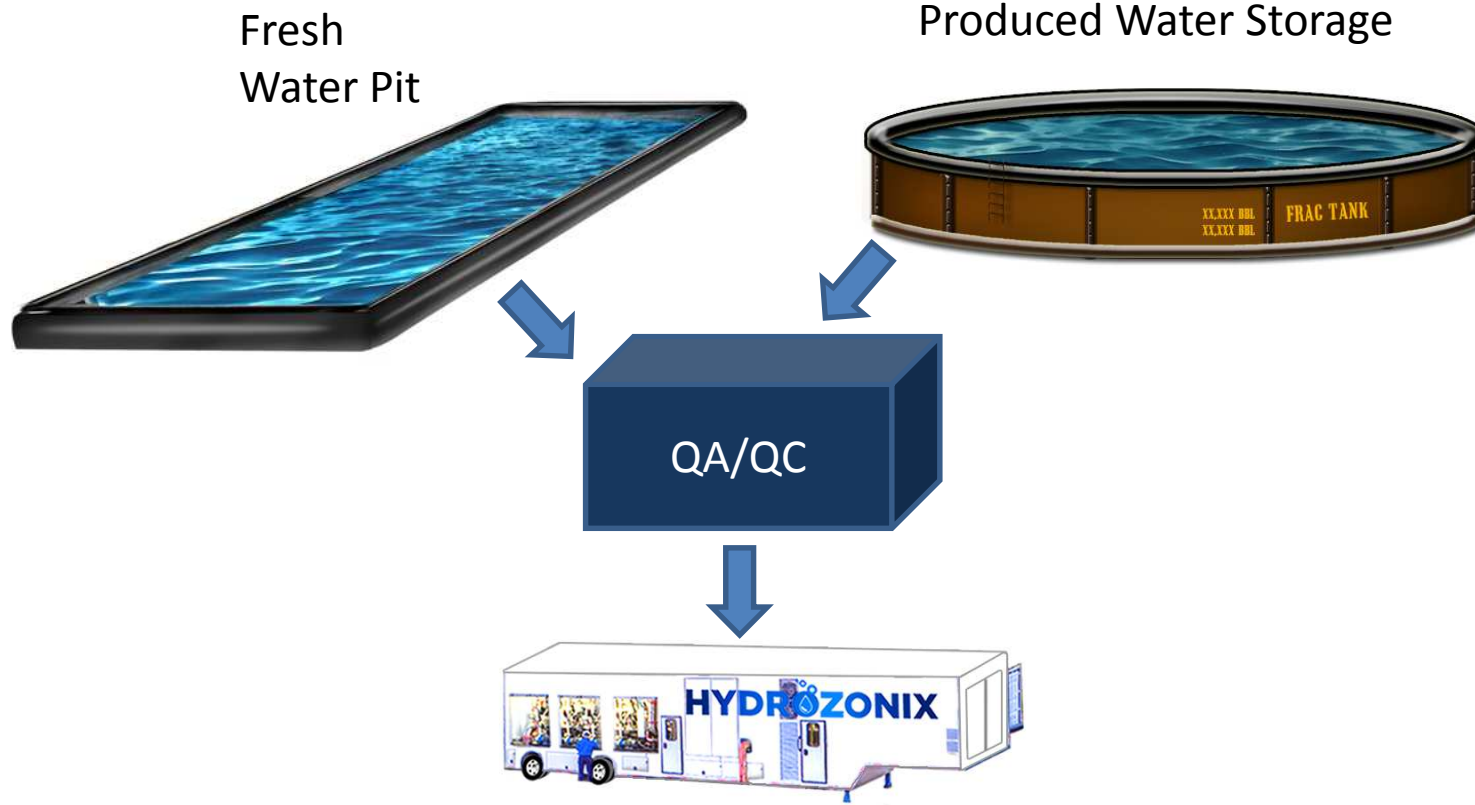 Fresh
Water Pit
Produced Water Storage
XX,XXX BBL
XX,XXX BBL
FRAC TANK
QA/QC
HYDROZONIX